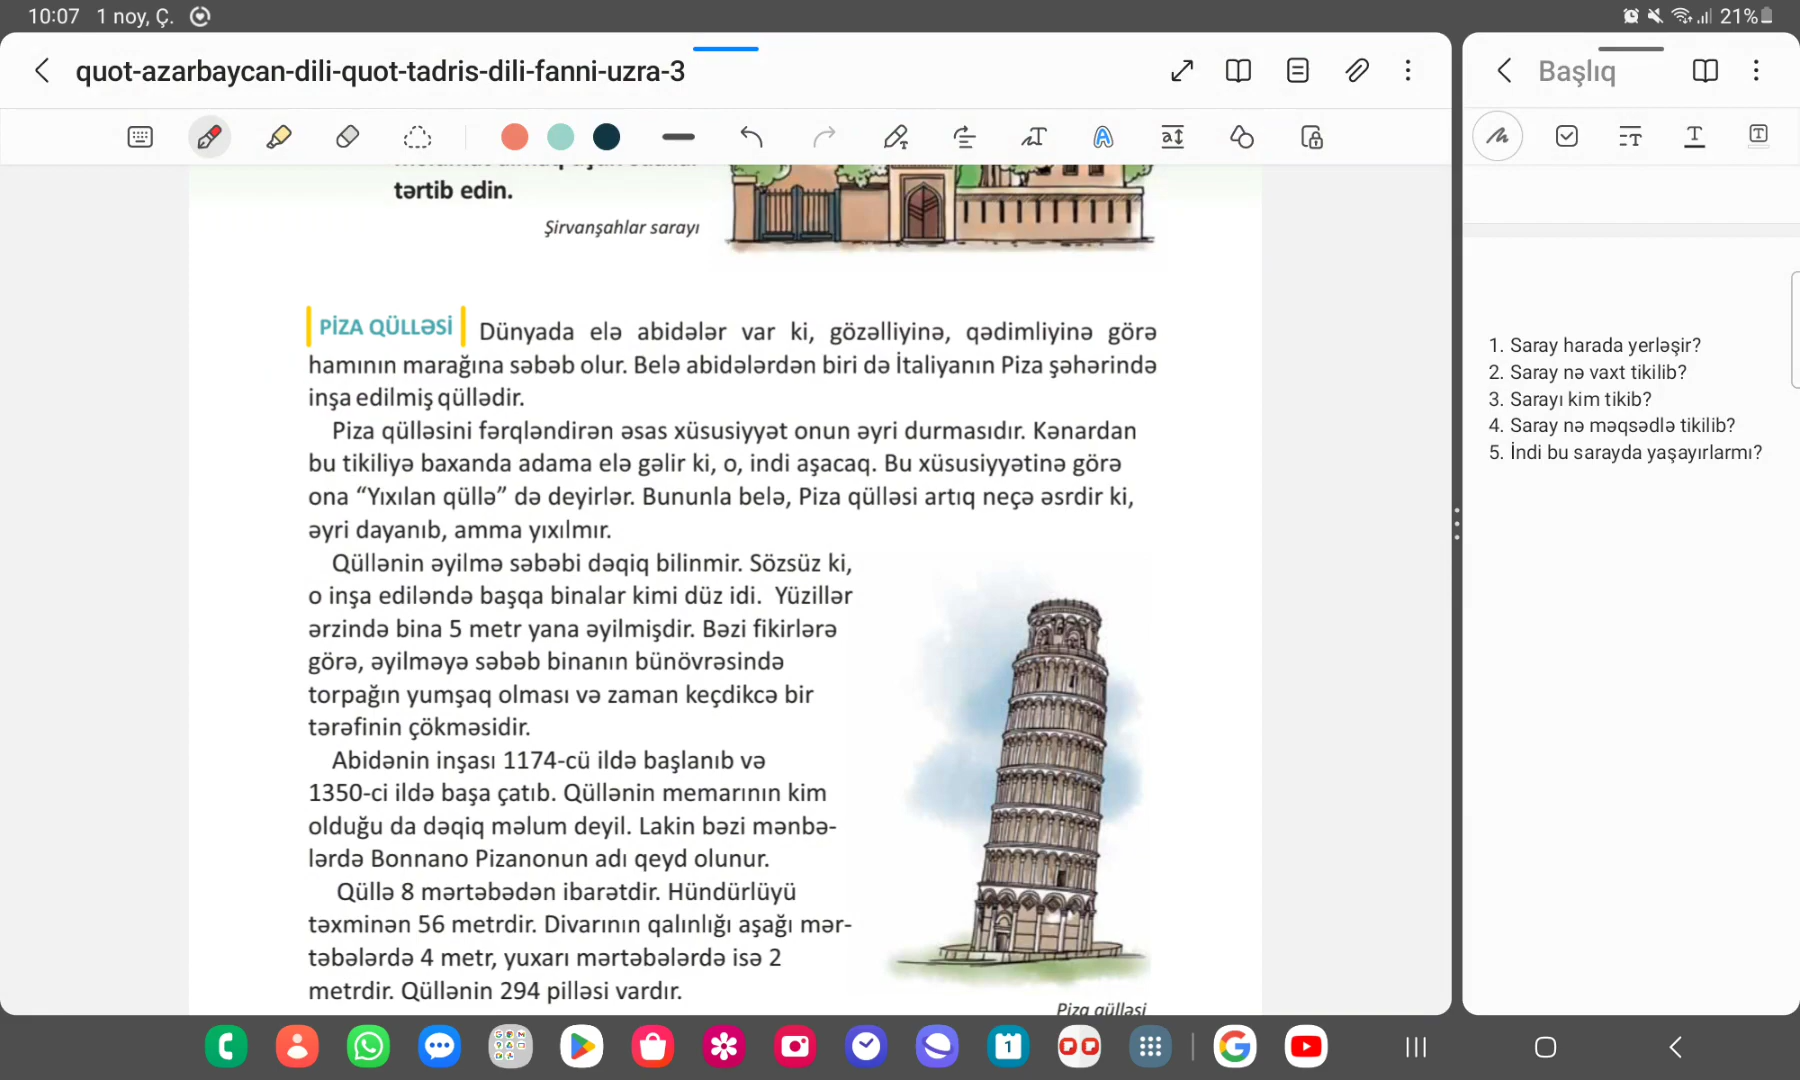 10:07 1 noy, Ç.
21%
quot-azarbaycan-dili-quot-tadris-dili-fanni-uzra-3
tərtib edin.
Şirvanşahlar sarayı
PİZA QÜLLƏSİ Dünyada elə abidələr var ki, gözəlliyinə, qədimliyinə görə
hamının marağına səbəb olur. Belə abidələrdən biri də İtaliyanın Piza şəhərində
inşa edilmiş qüllədir.
Piza qülləsini fərqləndirən əsas xüsusiyyət onun əyri durmasıdır. Kənardan
bu tikiliyə baxanda adama elə gəlir ki, o, indi aşacaq. Bu xüsusiyyətinə görə
ona “Yıxılan qüllə” də deyirlər. Bununla belə, Piza qülləsi artıq neçə əsrdir ki,
əyri dayanıb, amma yıxılmır.
Qüllənin əyilmə səbəbi dəqiq bilinmir. Sözsüz ki,
o inşa ediləndə başqa binalar kimi düz idi. Yüzillər
ərzində bina 5 metr yana əyilmişdir. Bəzi fikirlərə
görə, əyilməyə səbəb binanın bünövrəsində
torpağın yumşaq olması və zaman keçdikcə bir
tərəfinin çökməsidir.
Abidənin inşası 1174-cü ildə başlanıb və
1350-ci ildə başa çatıb. Qüllənin memarının kim
olduğu da dəqiq məlum deyil. Lakin bəzi mənbə-
lərdə Bonnano Pizanonun adı qeyd olunur.
Qüllə 8 mərtəbədən ibarətdir. Hündürlüyü
təxminən 56 metrdir. Divarının qalınlığı aşağı mər-
təbələrdə 4 metr, yuxarı mərtəbələrdə isə 2
metrdir. Qüllənin 294 pilləsi vardır.
Piza qülləsi
Başlıq
1. Saray harada yerləşir?
2. Saray nə vaxt tikilib?
3. Sarayı kim tikib?
4. Saray nə məqsədlə tikilib?
5. İndi bu sarayda yaşayırlarmı?